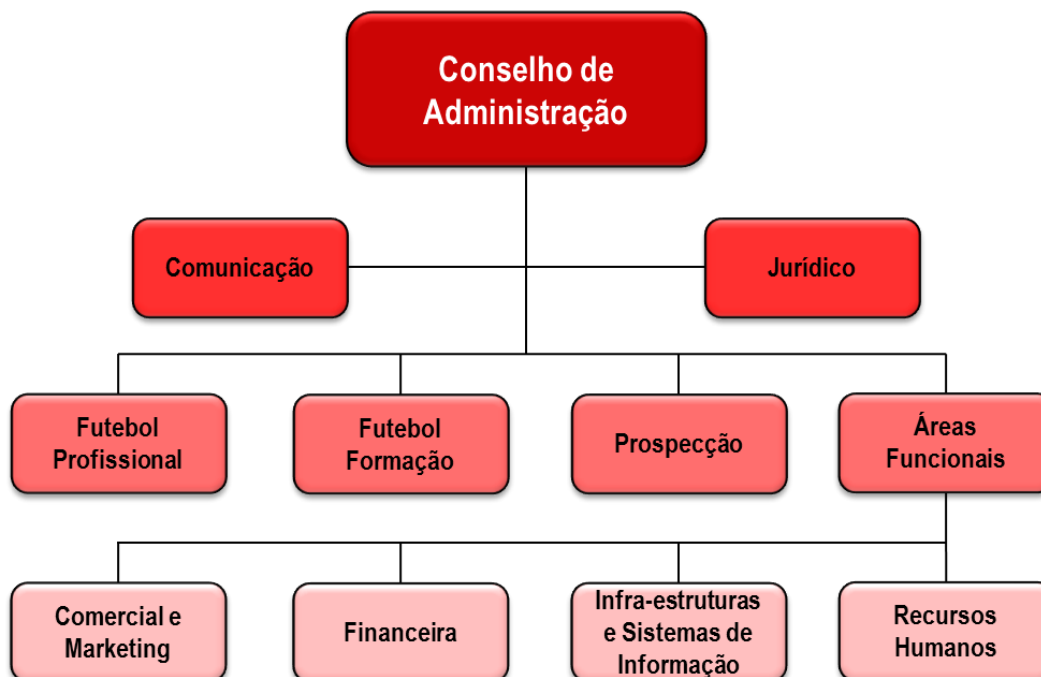 Conselho de
Administração
Comunicação
Jurídico
Futebol
Profissional
Futebol
Formação
Prospecção
Áreas
Funcionais
Comercial e
Marketing
Financeira
Infra-estruturas
e Sistemas de
Informação
Recursos
Humanos